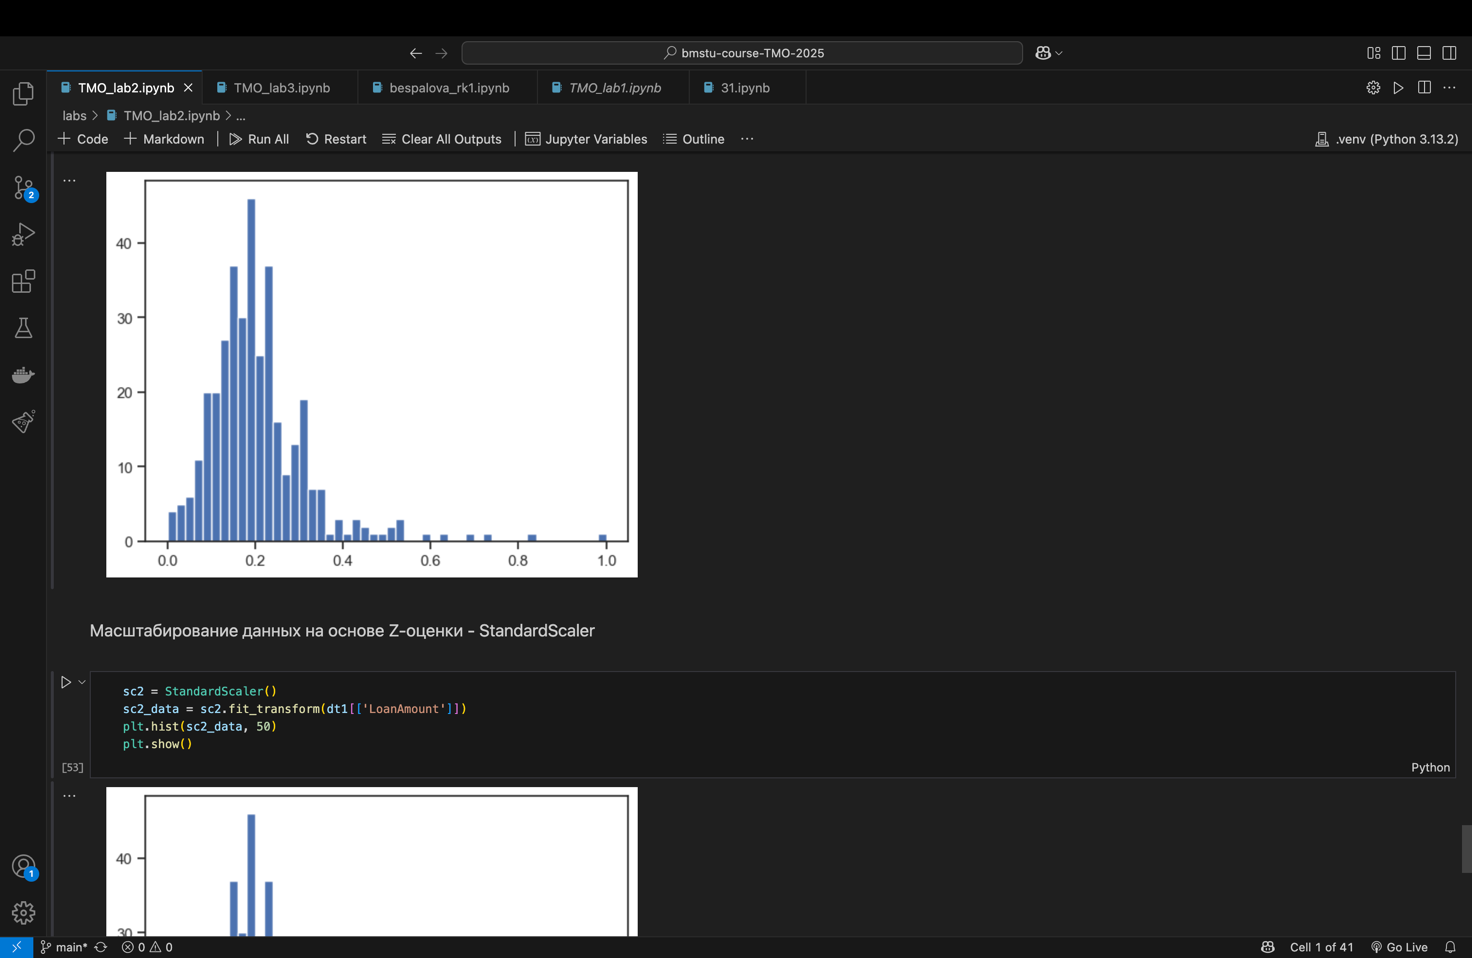 bmstu-course-TMO-2025
TMO_lab2.ipynb
TMO_lab3.ipynb
bespalova_rk1.ipynb
TMO_lab1.ipynb
31.ipynb
labs > TMO_lab2.ipynb > ...
+ Code + Markdown | Run All Restart Clear All Outputs | Jupyter Variables Outline ...
.venv (Python 3.13.2)
2
...
40
30
20
10
0
0.0 0.2 0.4 0.6 0.8 1.0
Масштабирование данных на основе Z-оценки - StandardScaler
sc2 = StandardScaler()
sc2_data = sc2.fit_transform(dt1[['LoanAmount']])
plt.hist(sc2_data, 50)
plt.show()
[53]
Python
...
40
30
1
main* 0 0
Cell 1 of 41 Go Live